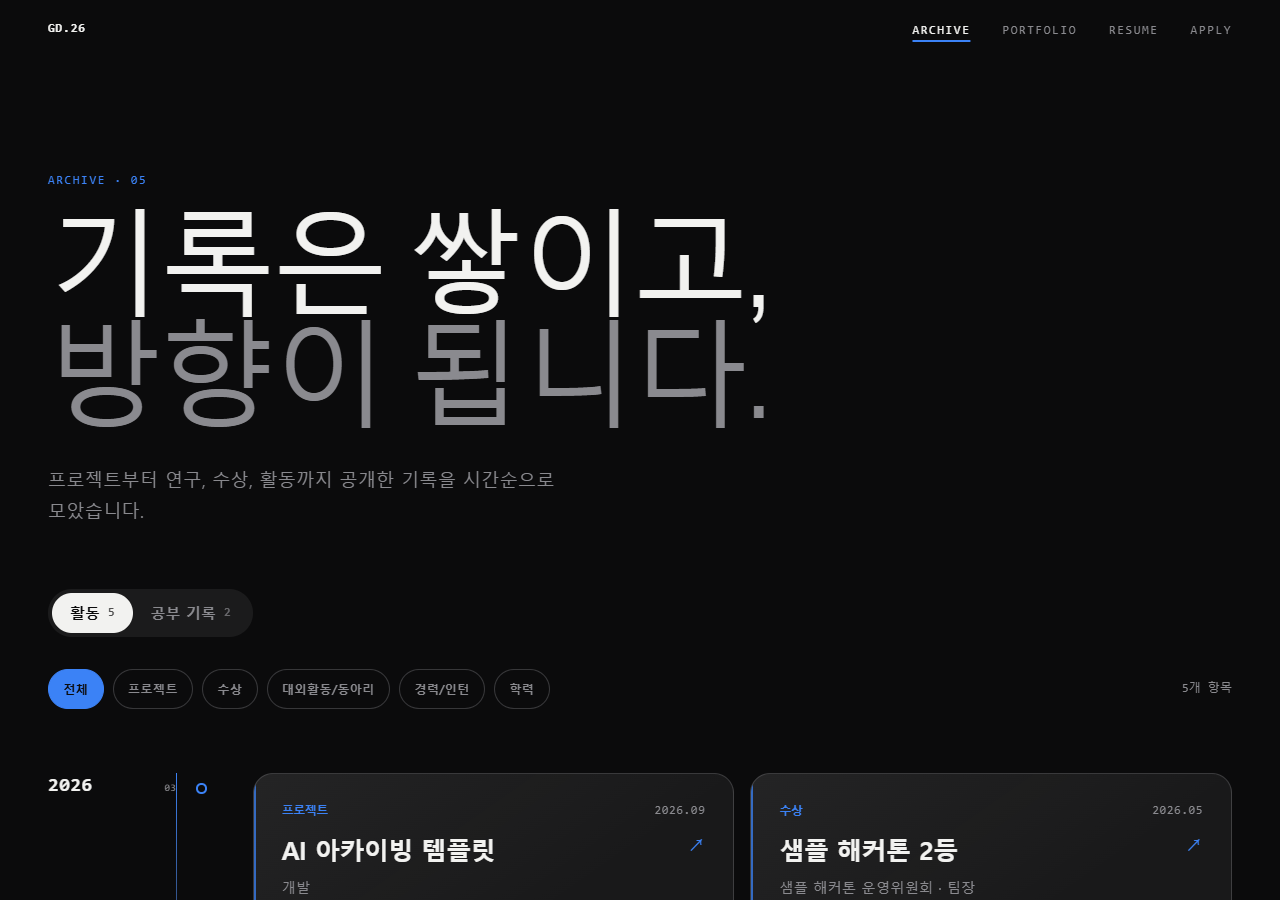 GD.26
ARCHIVE PORTFOLIO RESUME APPLY
ARCHIVE · 05
기록은 쌓이고,
방향이 됩니다.
프로젝트부터 연구, 수상, 활동까지 공개한 기록을 시간순으로
모았습니다.
활동 5 공부 기록 2
전체 프로젝트 수상 대외활동/동아리 경력/인턴 학력 5개 항목
2026 03
프로젝트 2026.09
AI 아카이빙 템플릿 ↗
개발
수상 2026.05
샘플 해커톤 2등 ↗
샘플 해커톤 운영위원회 · 팀장